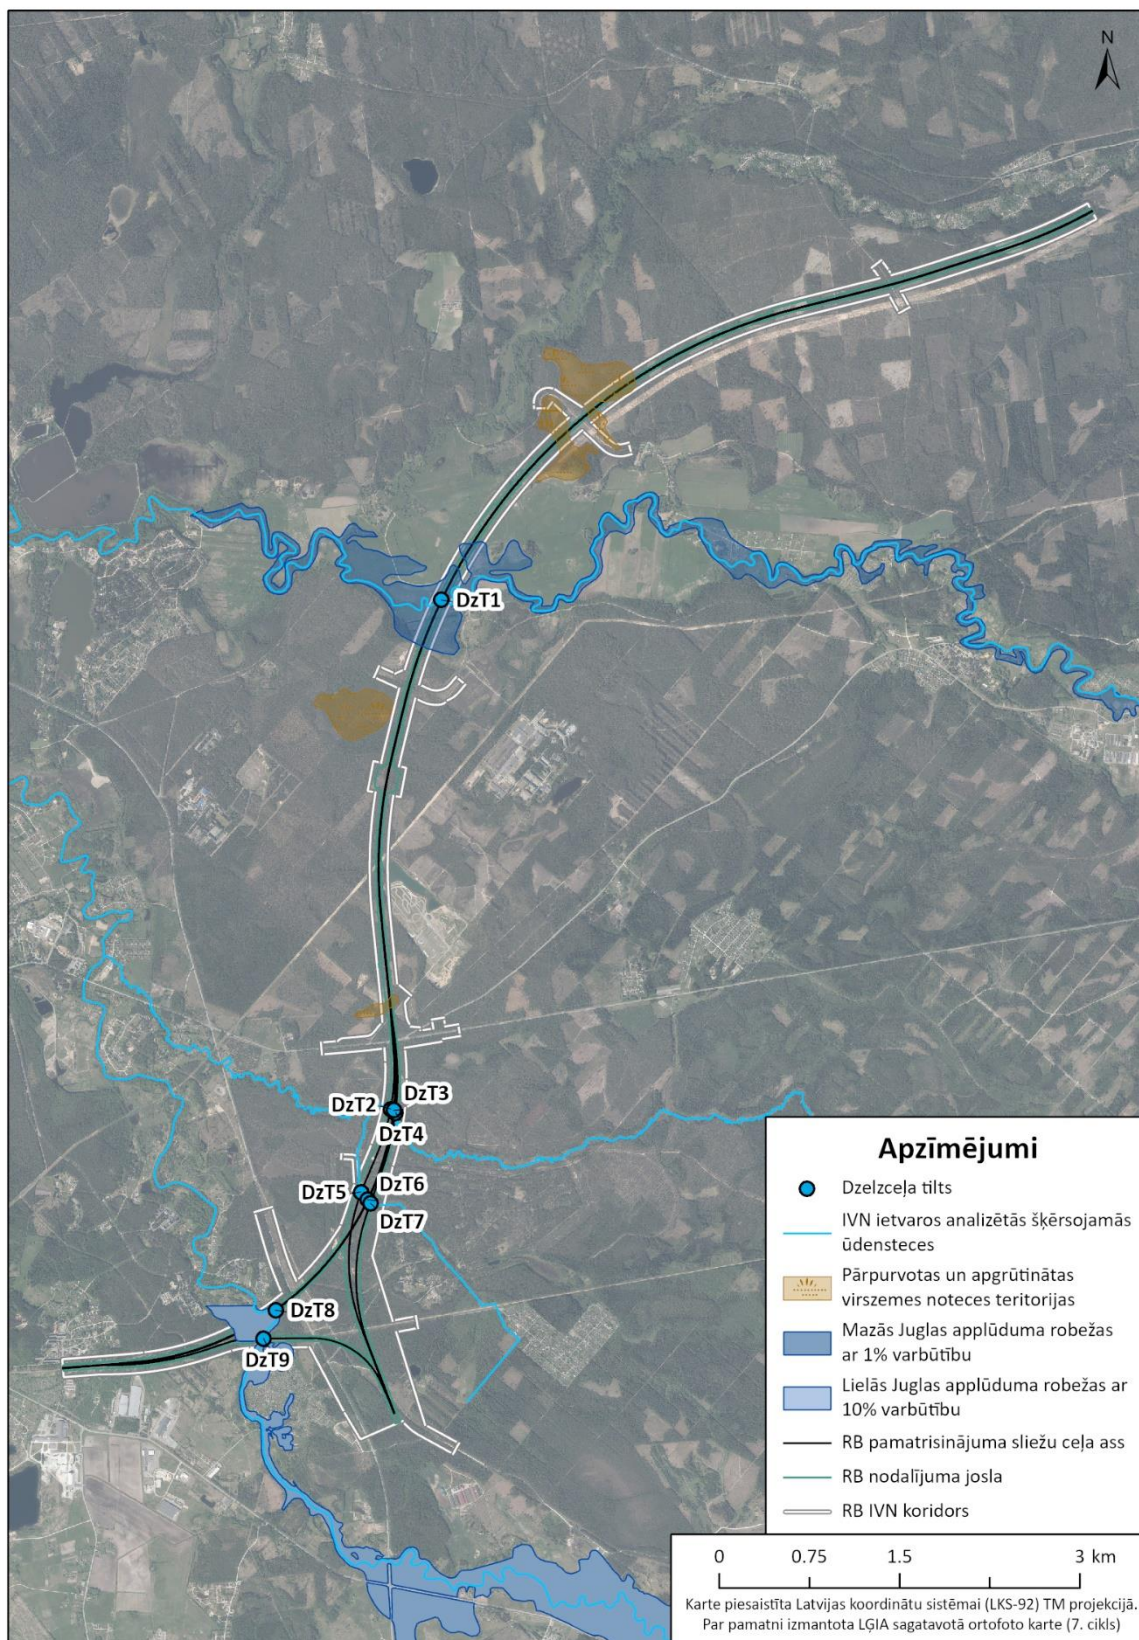 N
DzT1
DzT3
DzT2
DzT4
DzT6
DzT5
DzT7
DzT8
DzT9
Apzīmējumi
Dzelzceļa tilts
IVN ietvaros analizētās šķērsojamās
ūdensteces
Pārpurvotas un apgrūtinātas
virszemes noteces teritorijas
Mazās Juglas applūduma robežas
ar 1% varbūtību
Lielās Juglas applūduma robežas ar
10% varbūtību
RB pamatrisinājuma sliežu ceļa ass
RB nodalījuma josla
RB IVN koridors
0 0.75 1.5 3 km
Karte piesaistīta Latvijas koordinātu sistēmai (LKS-92) TM projekcijā.
Par pamatni izmantota LĢIA sagatavotā ortofoto karte (7. cikls)